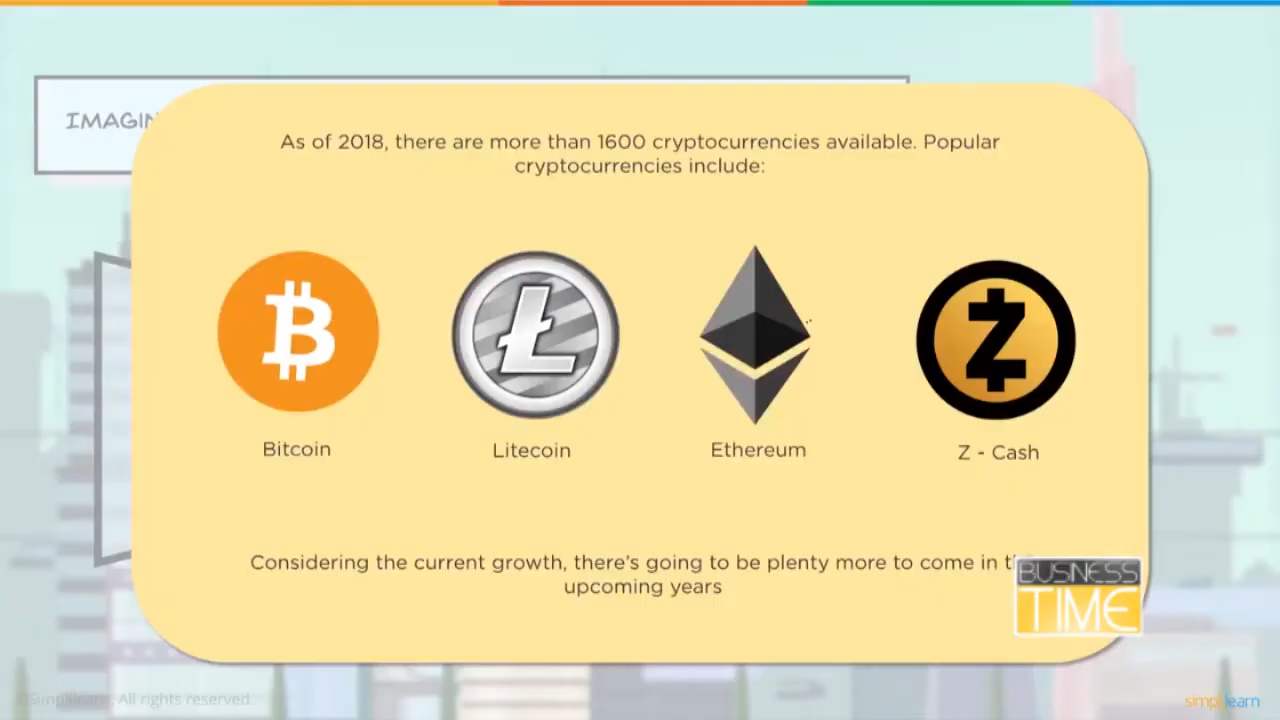 IMAGIN
As of 2018, there are more than 1600 cryptocurrencies available. Popular
cryptocurrencies include:
Bitcoin
Litecoin
Ethereum
Z - Cash
Considering the current growth, there's going to be plenty more to come in
upcoming years
BUSINESS
TIME
©Simplilearn. All rights reserved.
simplilearn